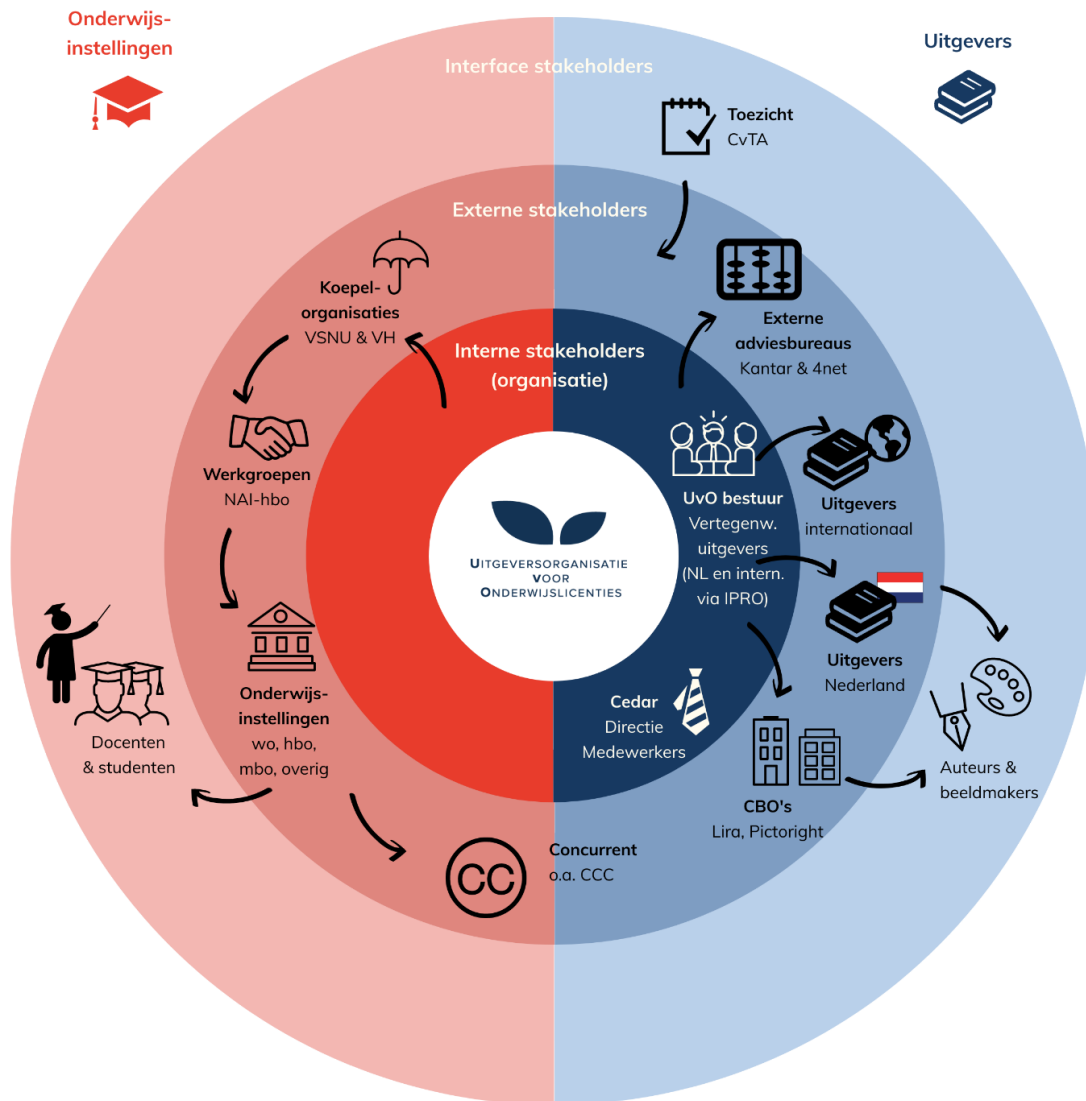 Onderwijs-
instellingen
Uitgevers
Interface stakeholders
Toezicht
CvTA
Externe stakeholders
Koepel-
organisaties
VSNU & VH
Externe
adviesbureaus
Kantar & 4net
Interne stakeholders
(organisatie)
Werkgroepen
NAI-hbo
UvO bestuur
Vertegenw.
uitgevers
(NL en intern.
via IPRO)
Uitgevers
internationaal
UITGEVERSORGANISATIE
VOOR
ONDERWIJSLICENTIES
Uitgevers
Nederland
Onderwijs-
instellingen
wo, hbo,
mbo, overig
Docenten
& studenten
Cedar
Directie
Medewerkers
CBO's
Lira, Pictoright
Auteurs &
beeldmakers
CC
Concurrent
o.a. CCC